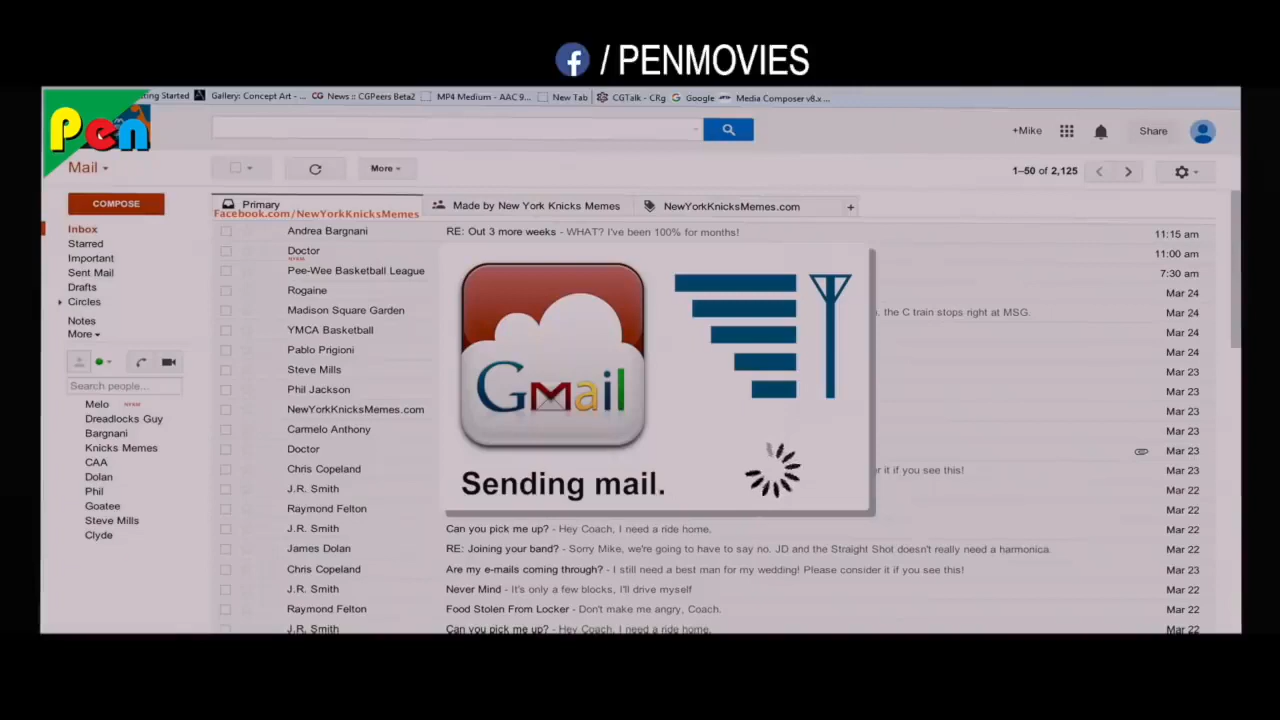 / PENMOVIES
Pen
tting Started Gallery: Concept Art - ... CG News :: CGPeers Beta2 MP4 Medium - AAC 9... New Tab CGTalk - CRg Google Media Composer v8.x ...
+Mike Share
Mail More 1–50 of 2,125
COMPOSE
Inbox
Starred
Important
Sent Mail
Drafts
Circles
Notes
More
Search people...
Melo NYKM
Dreadlocks Guy
Bargnani
Knicks Memes
CAA
Dolan
Phil
Goatee
Steve Mills
Clyde
Primary Made by New York Knicks Memes NewYorkKnicksMemes.com +
Facebook.com/NewYorkKnicksMemes
Andrea Bargnani RE: Out 3 more weeks - WHAT? I've been 100% for months! 11:15 am
Doctor 11:00 am
NYKM
Pee-Wee Basketball League 7:30 am
Rogaine Mar 24
Madison Square Garden , the C train stops right at MSG. Mar 24
YMCA Basketball Mar 24
Pablo Prigioni Mar 24
Steve Mills Mar 23
Phil Jackson Mar 23
NewYorkKnicksMemes.com Mar 23
Carmelo Anthony Mar 23
Doctor Mar 23
Chris Copeland r it if you see this! Mar 23
J.R. Smith Mar 22
Raymond Felton Mar 22
J.R. Smith Can you pick me up? - Hey Coach, I need a ride home. Mar 22
James Dolan RE: Joining your band? - Sorry Mike, we're going to have to say no. JD and the Straight Shot doesn't really need a harmonica. Mar 22
Chris Copeland Are my e-mails coming through? - I still need a best man for my wedding! Please consider it if you see this! Mar 23
J.R. Smith Never Mind - It's only a few blocks, I'll drive myself Mar 22
Raymond Felton Food Stolen From Locker - Don't make me angry, Coach. Mar 22
J.R. Smith Can you pick me up? - Hey Coach, I need a ride home. Mar 22
Gmail
Sending mail.